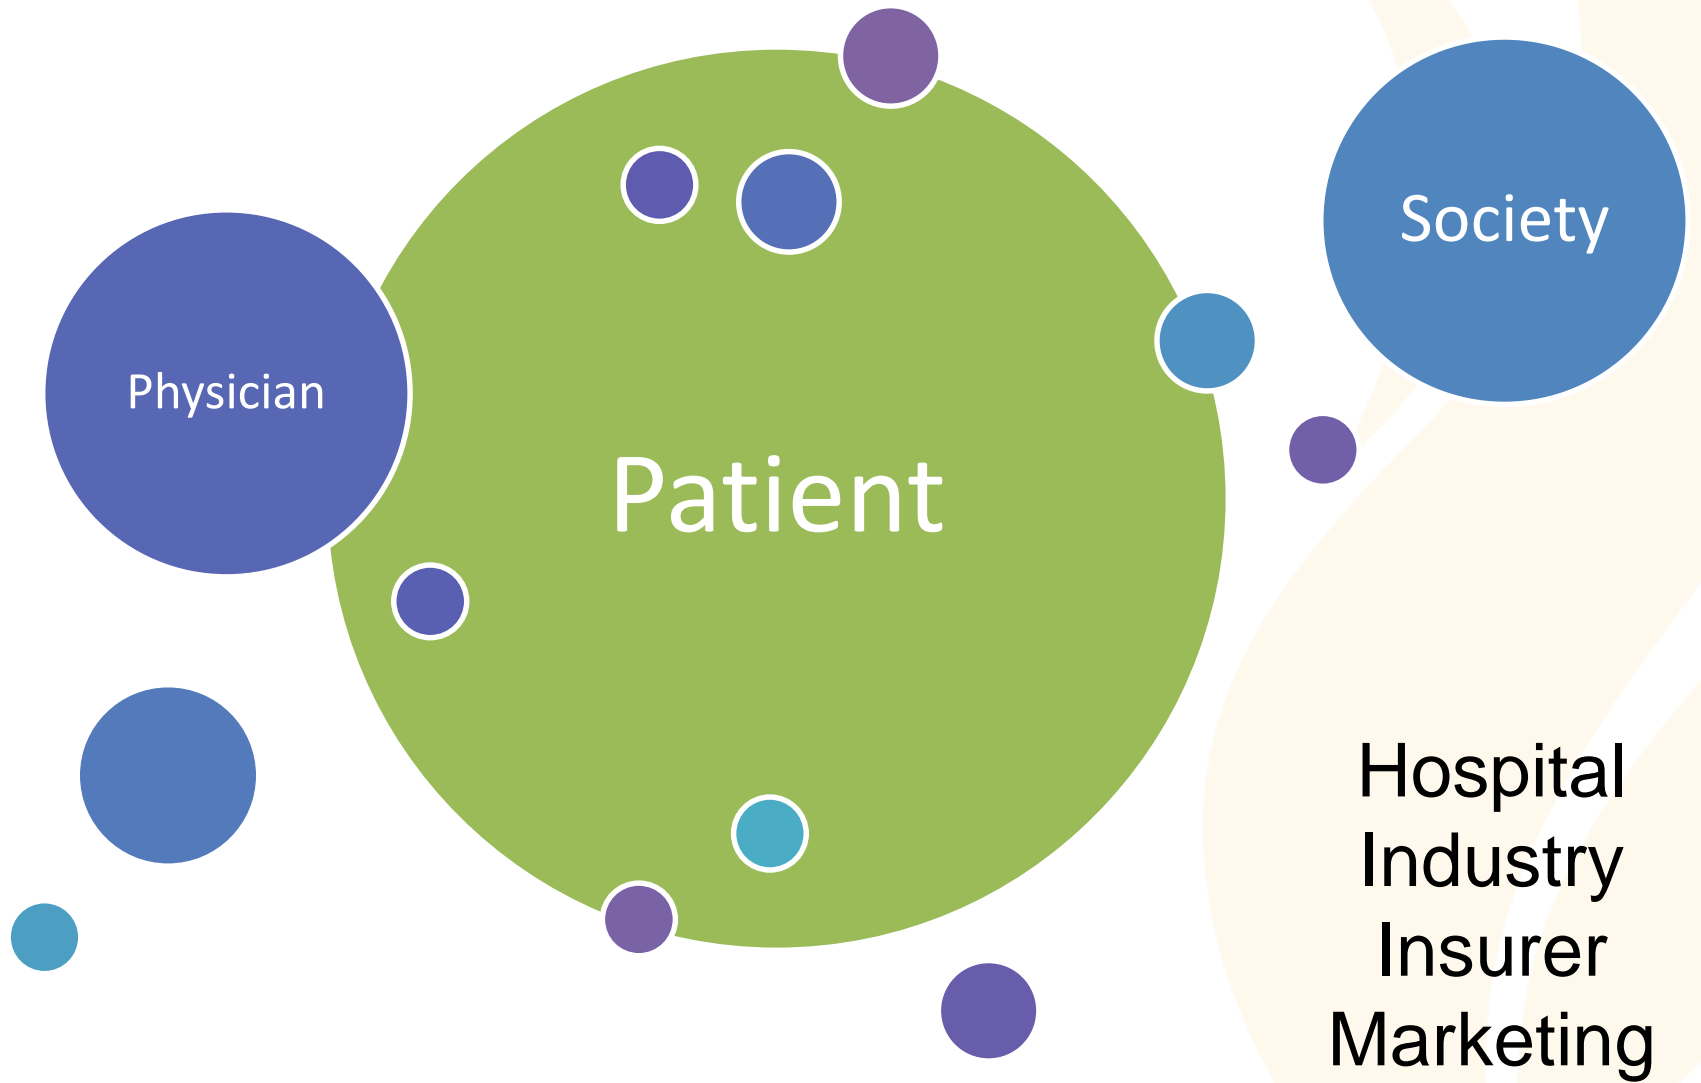 Society
Physician
Patient
Hospital
Industry
Insurer
Marketing